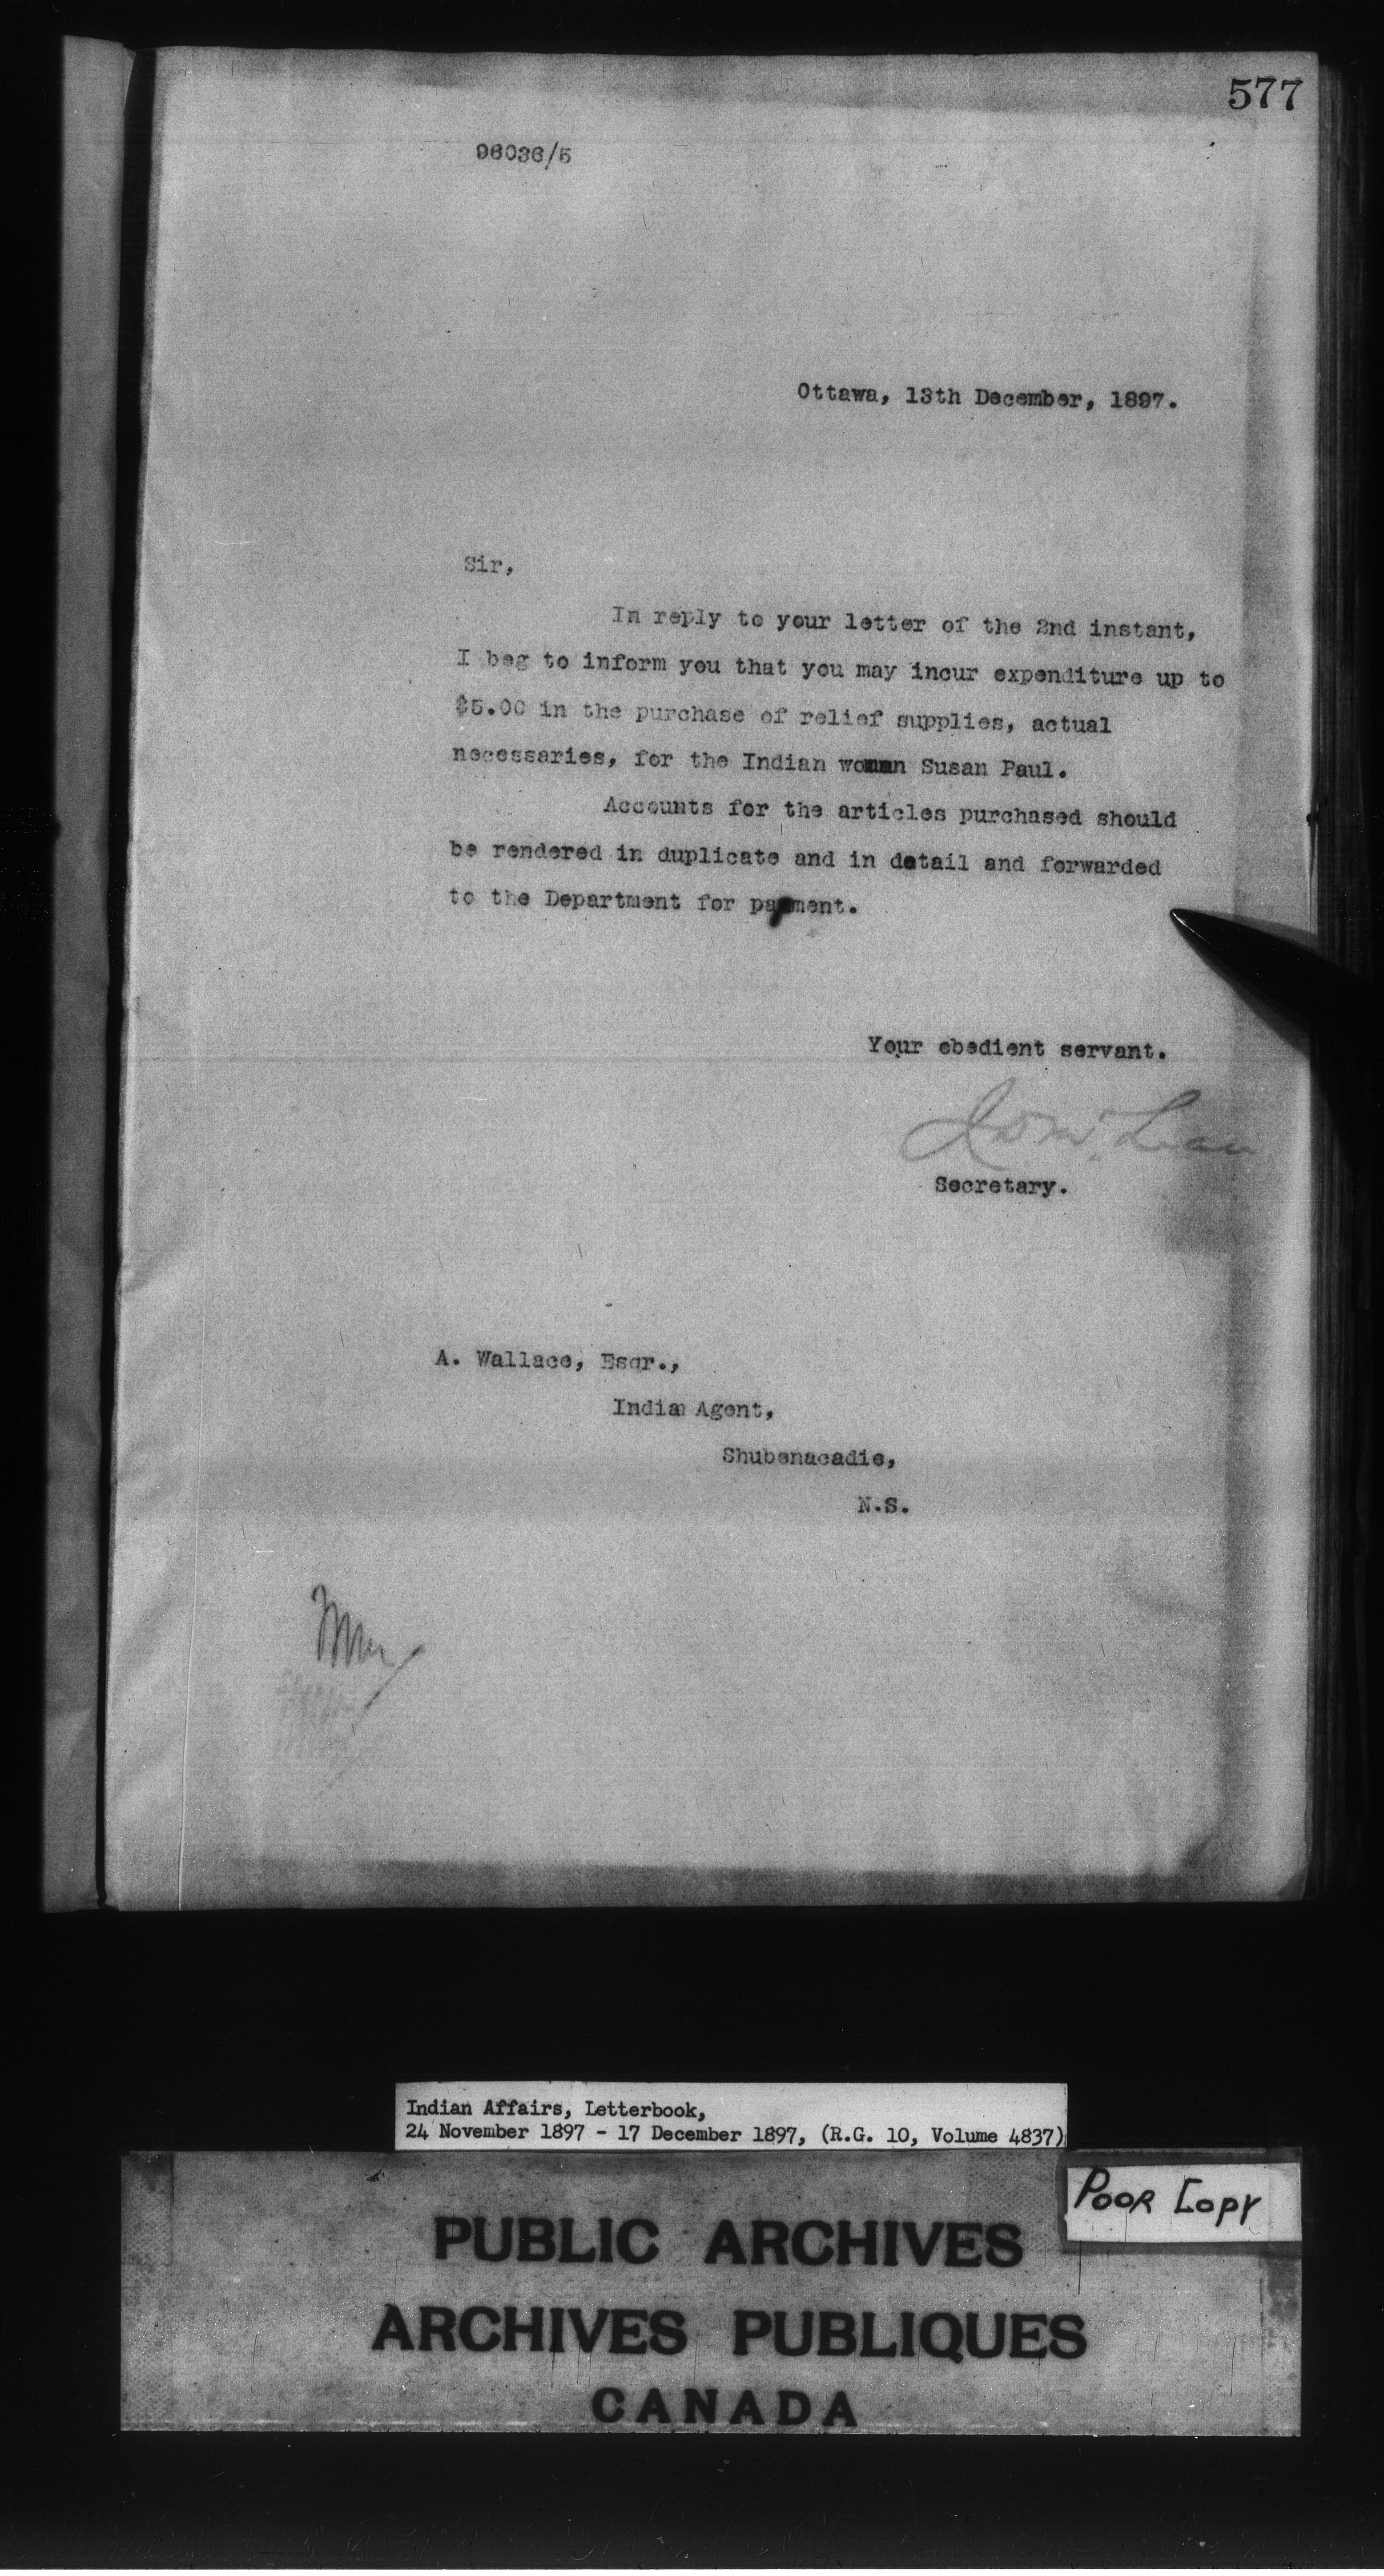 577
96036/5
Ottawa, 13th December, 1897.
Sir,
In reply to your letter of the 2nd instant,
I beg to inform you that you may incur expenditure up to
$5.00 in the purchase of relief supplies, actual
necessaries, for the Indian woman Susan Paul.
Accounts for the articles purchased should
be rendered in duplicate and in detail and forwarded
to the Department for payment.
Your obedient servant.
J D McLean
Secretary.
A. Wallace, Esqr.,
Indian Agent,
Shubenacadie,
N.S.
Indian Affairs, Letterbook,
24 November 1897 - 17 December 1897, (R.G. 10, Volume 4837)
POOR COPY
PUBLIC ARCHIVES
ARCHIVES PUBLIQUES
CANADA